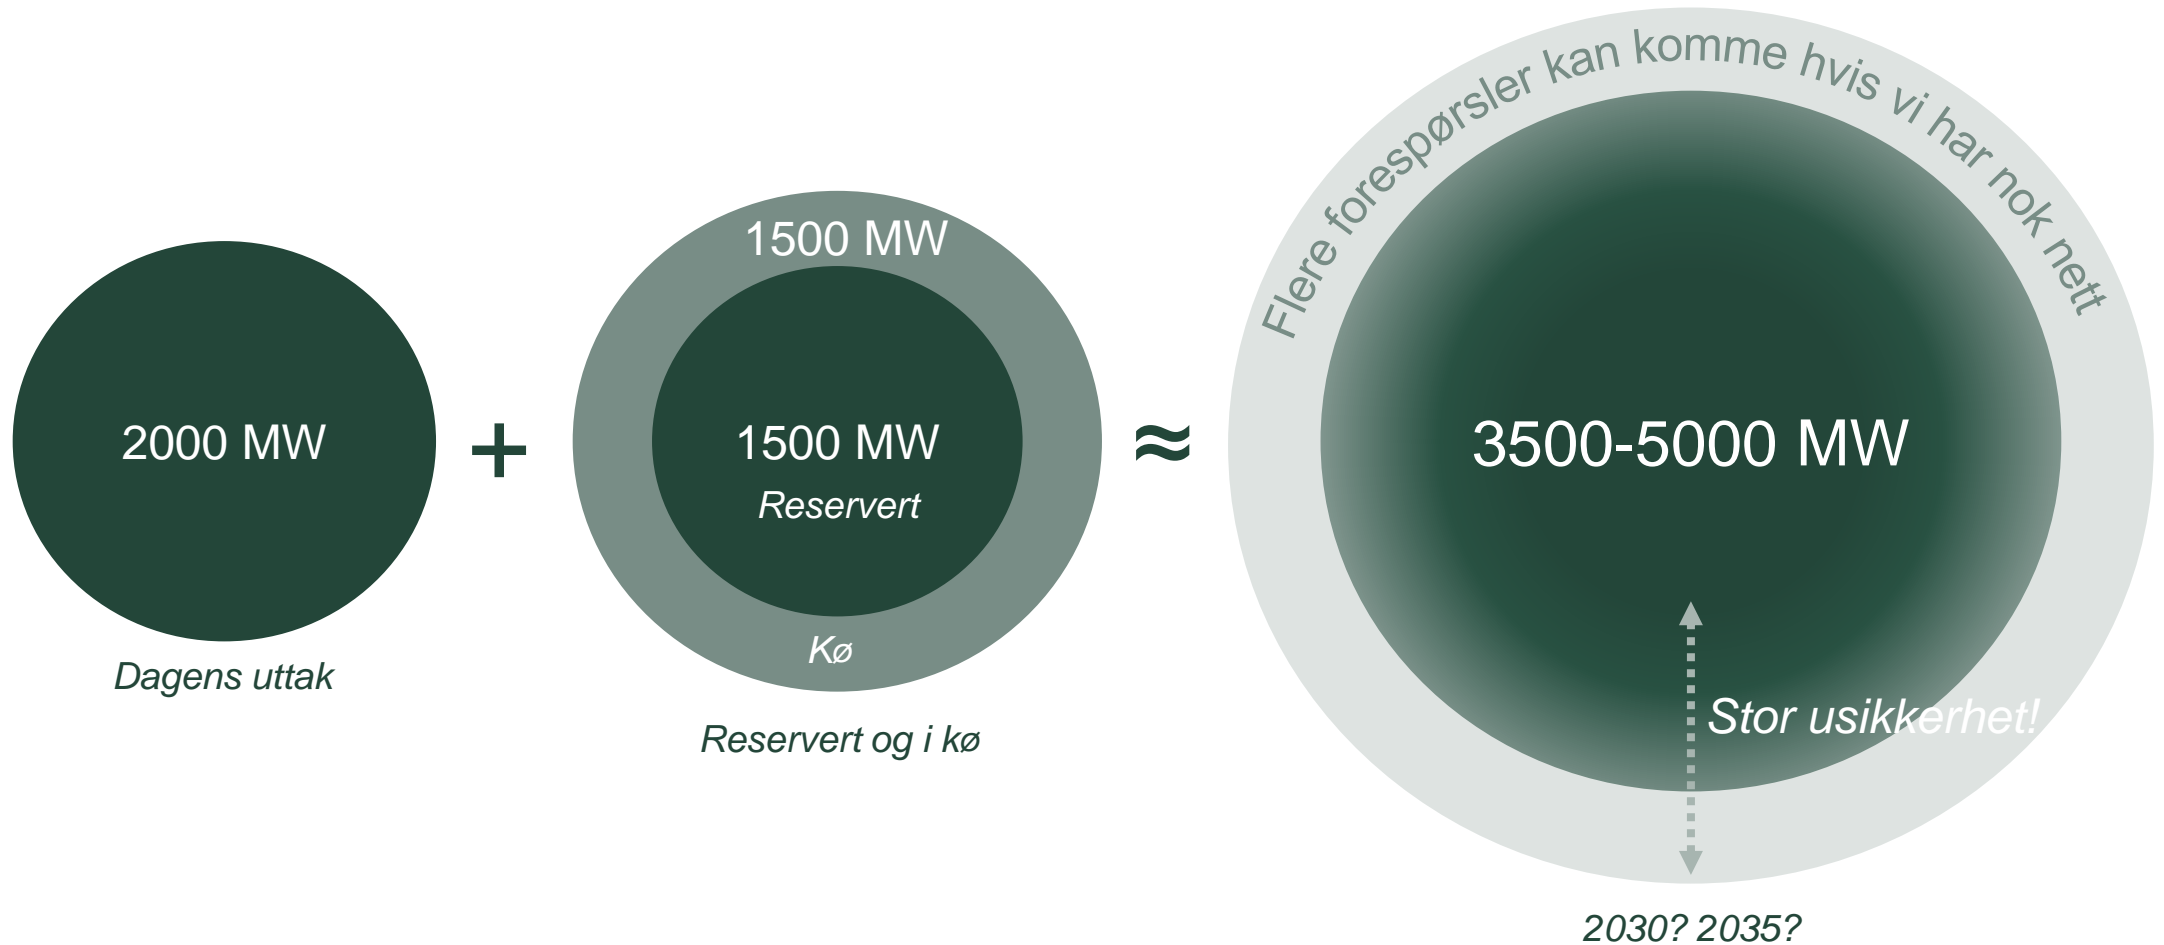 2000 MW
Dagens uttak
+
1500 MW
1500 MW
Reservert
Kø
Reservert og i kø
≈
Flere forespørsler kan komme hvis vi har nok nett
3500-5000 MW
Stor usikkerhet!
2030? 2035?